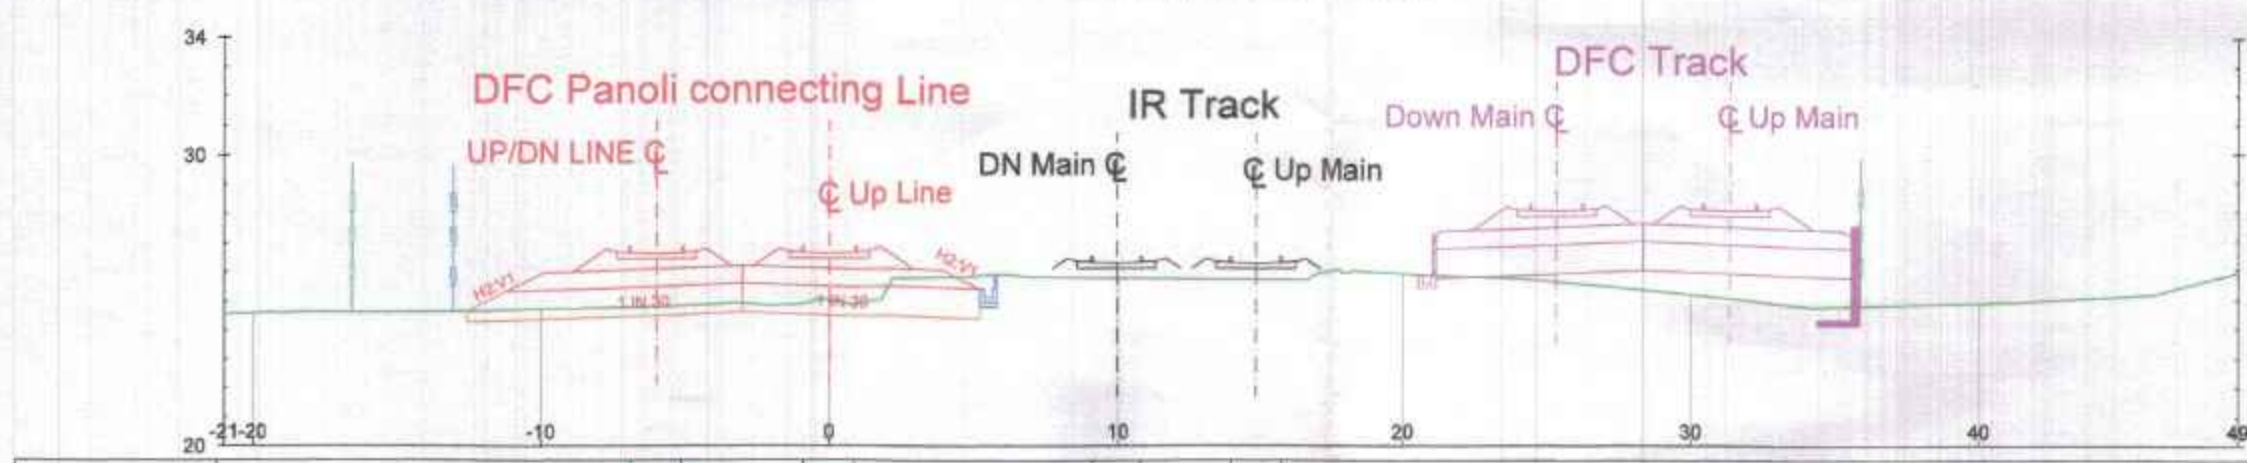 34
30
20
DFC Panoli connecting Line
UP/DN LINE ℄
℄ Up Line
IR Track
DN Main ℄
℄ Up Main
DFC Track
Down Main ℄
℄ Up Main
H2:V1
H2:V1
1 IN 30
1 IN 30
-21 -20 -10 0 10 20 30 40 49